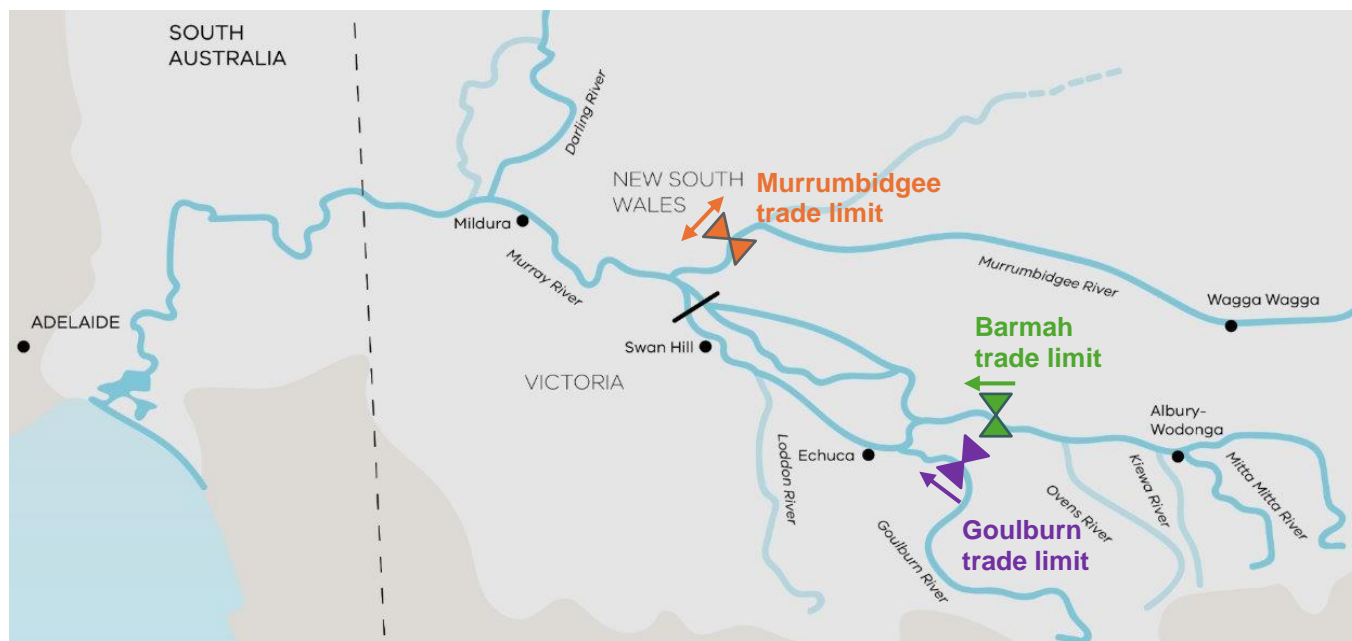 SOUTH
AUSTRALIA
Darling River
NEW SOUTH
WALES
Murrumbidgee
trade limit
Mildura
Murray River
Murrumbidgee River
Wagga Wagga
ADELAIDE
Swan Hill
Barmah
trade limit
VICTORIA
Albury-
Wodonga
Echuca
Loddon River
Goulburn River
Goulburn
trade limit
Ovens River
Kiewa River
Mitta Mitta River